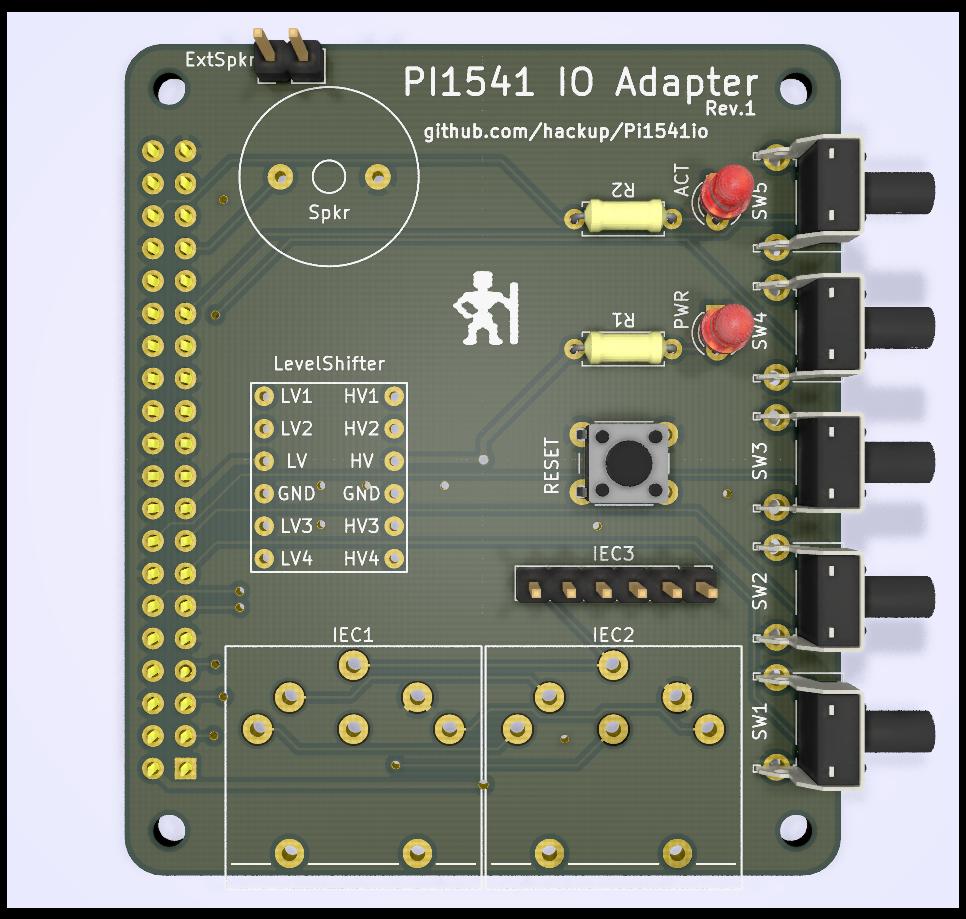 ExtSpkr
PI1541 IO Adapter
Rev.1
github.com/hackup/Pi1541io
Spkr
R2
ACT
SW5
R1
PWR
SW4
LevelShifter
LV1 HV1
LV2 HV2
LV HV
GND GND
LV3 HV3
LV4 HV4
RESET
SW3
IEC3
SW2
IEC1
IEC2
SW1